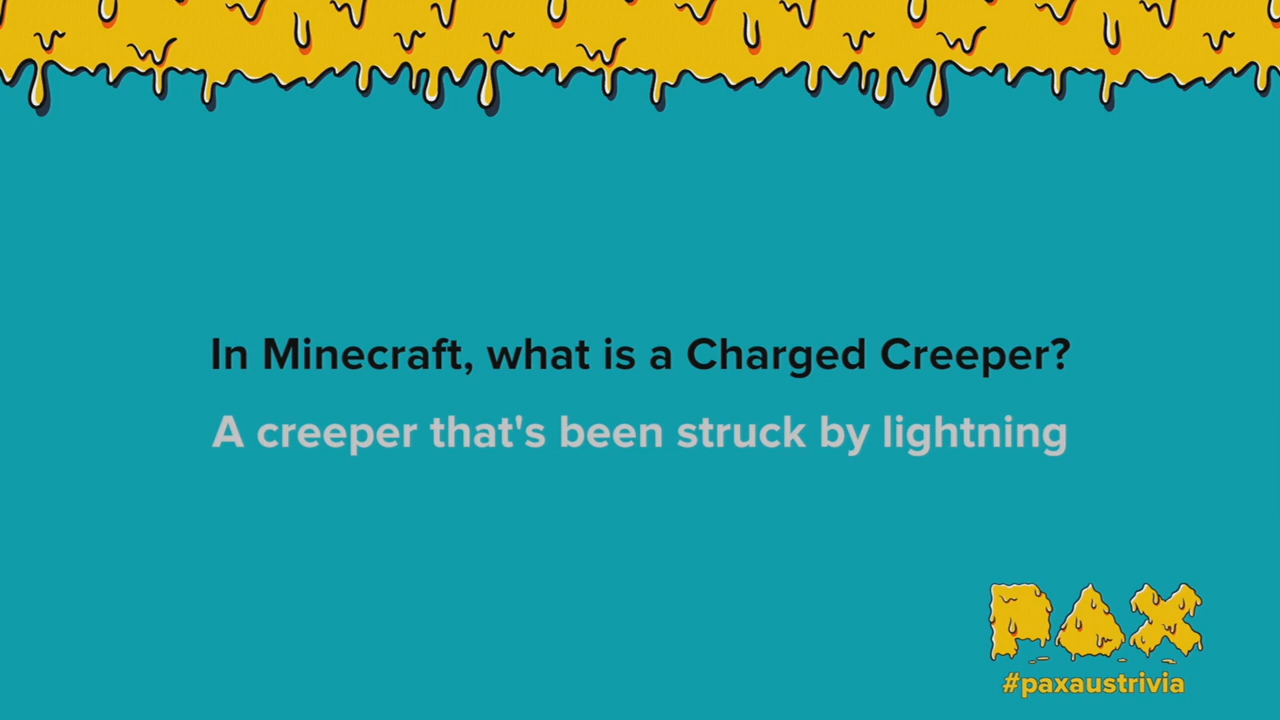 In Minecraft, what is a Charged Creeper?
A creeper that's been struck by lightning
PAX
#paxaustrivia